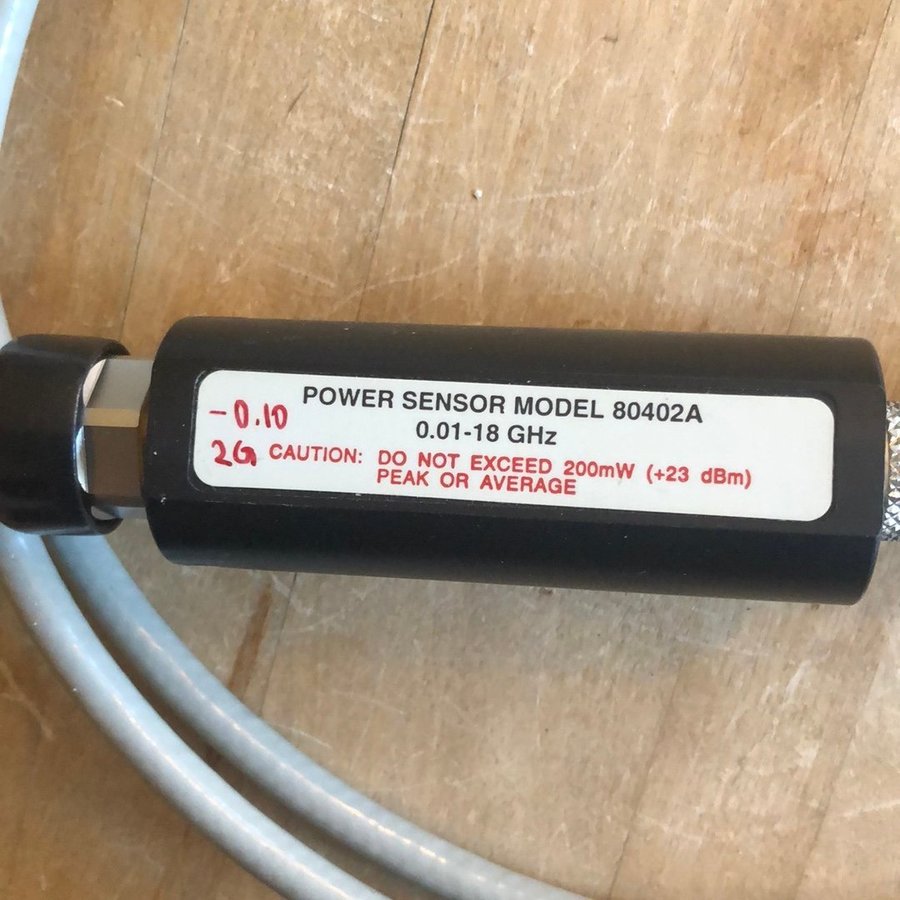 POWER SENSOR MODEL 80402A
0.01-18 GHz
-0.10
2G
CAUTION: DO NOT EXCEED 200mW (+23 dBm)
PEAK OR AVERAGE